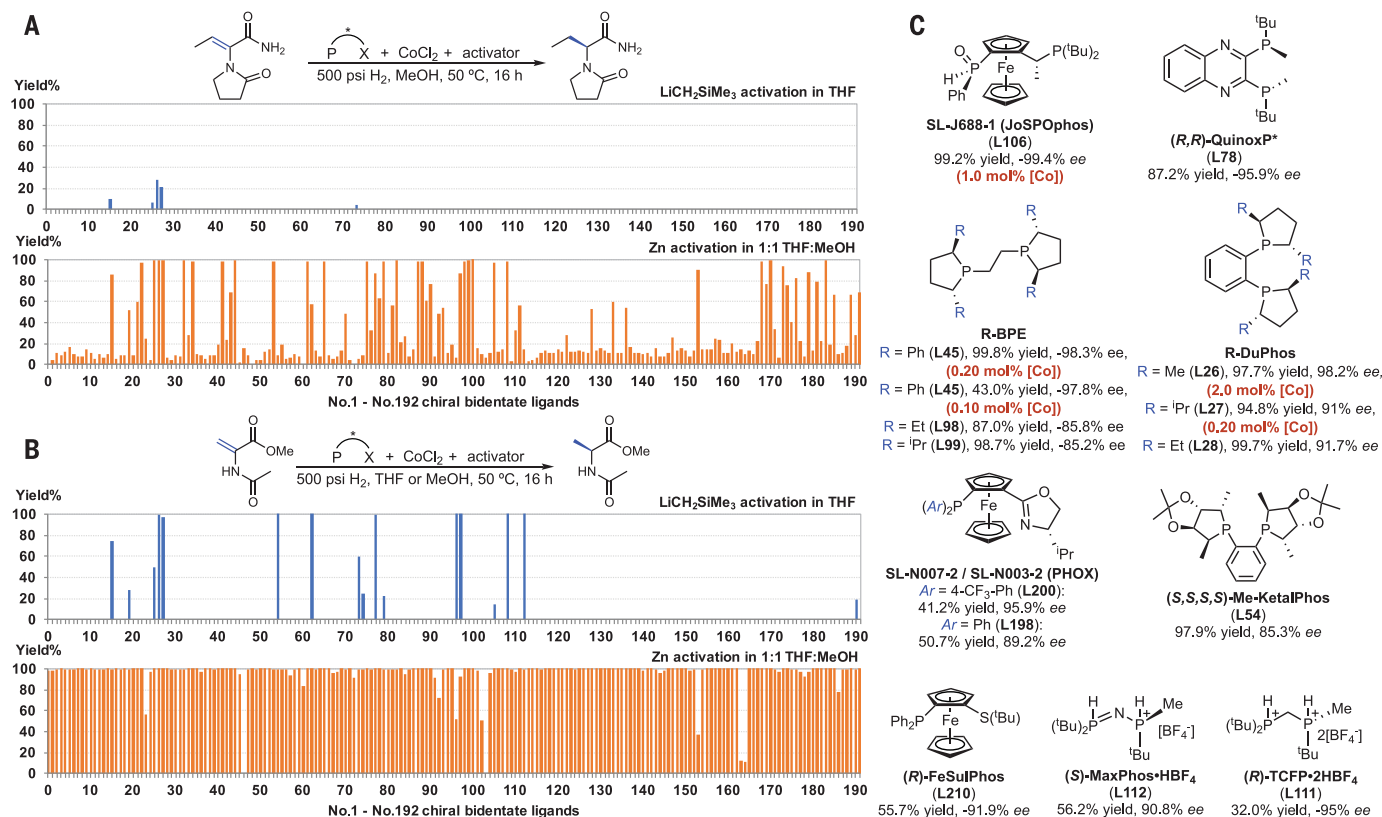 A
NH2
O
N
O
*
P X + CoCl2 + activator
500 psi H2, MeOH, 50 ºC, 16 h
NH2
O
N
O
Yield%
LiCH2SiMe3 activation in THF
100
80
60
40
20
0
0 10 20 30 40 50 60 70 80 90 100 110 120 130 140 150 160 170 180 190
Yield%
Zn activation in 1:1 THF:MeOH
100
80
60
40
20
0
0 10 20 30 40 50 60 70 80 90 100 110 120 130 140 150 160 170 180 190
No.1 - No.192 chiral bidentate ligands
B
O
OMe
HN
O
*
P X + CoCl2 + activator
500 psi H2, THF or MeOH, 50 ºC, 16 h
O
OMe
HN
O
Yield%
LiCH2SiMe3 activation in THF
100
80
60
40
20
0
0 10 20 30 40 50 60 70 80 90 100 110 120 130 140 150 160 170 180 190
Yield%
Zn activation in 1:1 THF:MeOH
100
80
60
40
20
0
0 10 20 30 40 50 60 70 80 90 100 110 120 130 140 150 160 170 180 190
No.1 - No.192 chiral bidentate ligands
C
O
H P
Ph
Fe
P(tBu)2
SL-J688-1 (JoSPOphos)
(L106)
99.2% yield, -99.4% ee
(1.0 mol% [Co])
tBu
N P
N P
tBu
(R,R)-QuinoxP*
(L78)
87.2% yield, -95.9% ee
R R
P P
R R
R-BPE
R = Ph (L45), 99.8% yield, -98.3% ee,
(0.20 mol% [Co])
R = Ph (L45), 43.0% yield, -97.8% ee,
(0.10 mol% [Co])
R = Et (L98), 87.0% yield, -85.8% ee
R = iPr (L99), 98.7% yield, -85.2% ee
R
P
R
R
P
R
R-DuPhos
R = Me (L26), 97.7% yield, 98.2% ee,
(2.0 mol% [Co])
R = iPr (L27), 94.8% yield, 91% ee,
(0.20 mol% [Co])
R = Et (L28), 99.7% yield, 91.7% ee
(Ar)2P Fe O
N
iPr
SL-N007-2 / SL-N003-2 (PHOX)
Ar = 4-CF3-Ph (L200):
41.2% yield, 95.9% ee
Ar = Ph (L198):
50.7% yield, 89.2% ee
O O
O P P O
(S,S,S,S)-Me-KetalPhos
(L54)
97.9% yield, 85.3% ee
Ph2P Fe S(tBu)
(R)-FeSulPhos
(L210)
55.7% yield, -91.9% ee
H H
(tBu)2P N P+ Me
[BF4-]
tBu
(S)-MaxPhos•HBF4
(L112)
56.2% yield, 90.8% ee
H H
(tBu)2P+ P+ Me
2[BF4-]
tBu
(R)-TCFP•2HBF4
(L111)
32.0% yield, -95% ee